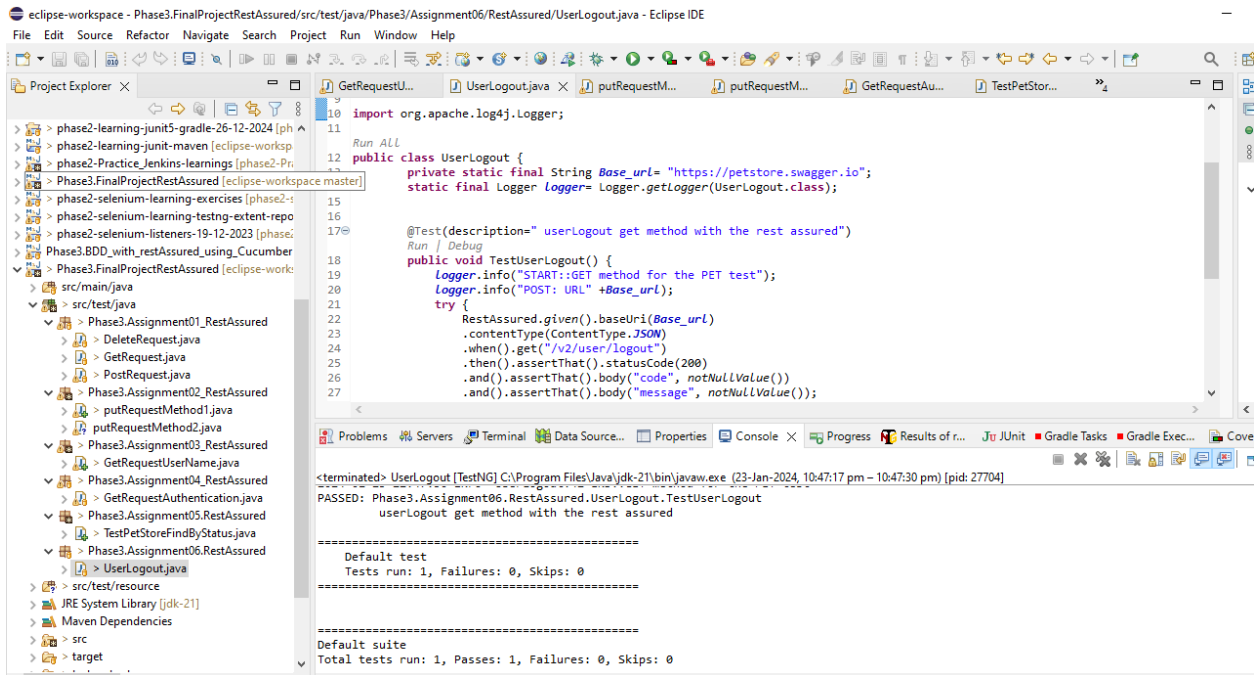 eclipse-workspace - Phase3.FinalProjectRestAssured/src/test/java/Phase3/Assignment06/RestAssured/UserLogout.java - Eclipse IDE
File Edit Source Refactor Navigate Search Project Run Window Help
Project Explorer
> phase2-learning-junit5-gradle-26-12-2024 [ph
> phase2-learning-junit-maven [eclipse-worksp
> phase2-Practice_Jenkins-learnings [phase2-Pra
> Phase3.FinalProjectRestAssured [eclipse-workspace master]
> phase2-selenium-learning-exercises [phase2-s
> phase2-selenium-learning-testng-extent-repo
> phase2-selenium-listeners-19-12-2023 [phase2
Phase3.BDD_with_restAssured_using_Cucumber
> Phase3.FinalProjectRestAssured [eclipse-works
src/main/java
> src/test/java
> Phase3.Assignment01_RestAssured
> DeleteRequest.java
> GetRequest.java
> PostRequest.java
> Phase3.Assignment02_RestAssured
> putRequestMethod1.java
putRequestMethod2.java
> Phase3.Assignment03_RestAssured
> GetRequestUserName.java
> Phase3.Assignment04_RestAssured
> GetRequestAuthentication.java
> Phase3.Assignment05.RestAssured
> TestPetStoreFindByStatus.java
> Phase3.Assignment06.RestAssured
> UserLogout.java
> src/test/resource
JRE System Library [jdk-21]
Maven Dependencies
> src
> target
GetRequestU...
UserLogout.java
putRequestM...
putRequestM...
GetRequestAu...
TestPetStor...
4
9
10 import org.apache.log4j.Logger;
11
Run All
12 public class UserLogout {
private static final String Base_url= "https://petstore.swagger.io";
static final Logger logger= Logger.getLogger(UserLogout.class);
15
16
17 @Test(description=" userLogout get method with the rest assured")
Run | Debug
18 public void TestUserLogout() {
19 logger.info("START::GET method for the PET test");
20 logger.info("POST: URL" +Base_url);
21 try {
22 RestAssured.given().baseUri(Base_url)
23 .contentType(ContentType.JSON)
24 .when().get("/v2/user/logout")
25 .then().assertThat().statusCode(200)
26 .and().assertThat().body("code", notNullValue())
27 .and().assertThat().body("message", notNullValue());
Problems Servers Terminal Data Source... Properties Console Progress Results of r... JUnit Gradle Tasks Gradle Exec... Cove
<terminated> UserLogout [TestNG] C:\Program Files\Java\jdk-21\bin\javaw.exe (23-Jan-2024, 10:47:17 pm – 10:47:30 pm) [pid: 27704]
PASSED: Phase3.Assignment06.RestAssured.UserLogout.TestUserLogout
userLogout get method with the rest assured
===============================================
Default test
Tests run: 1, Failures: 0, Skips: 0
===============================================
===============================================
Default suite
Total tests run: 1, Passes: 1, Failures: 0, Skips: 0